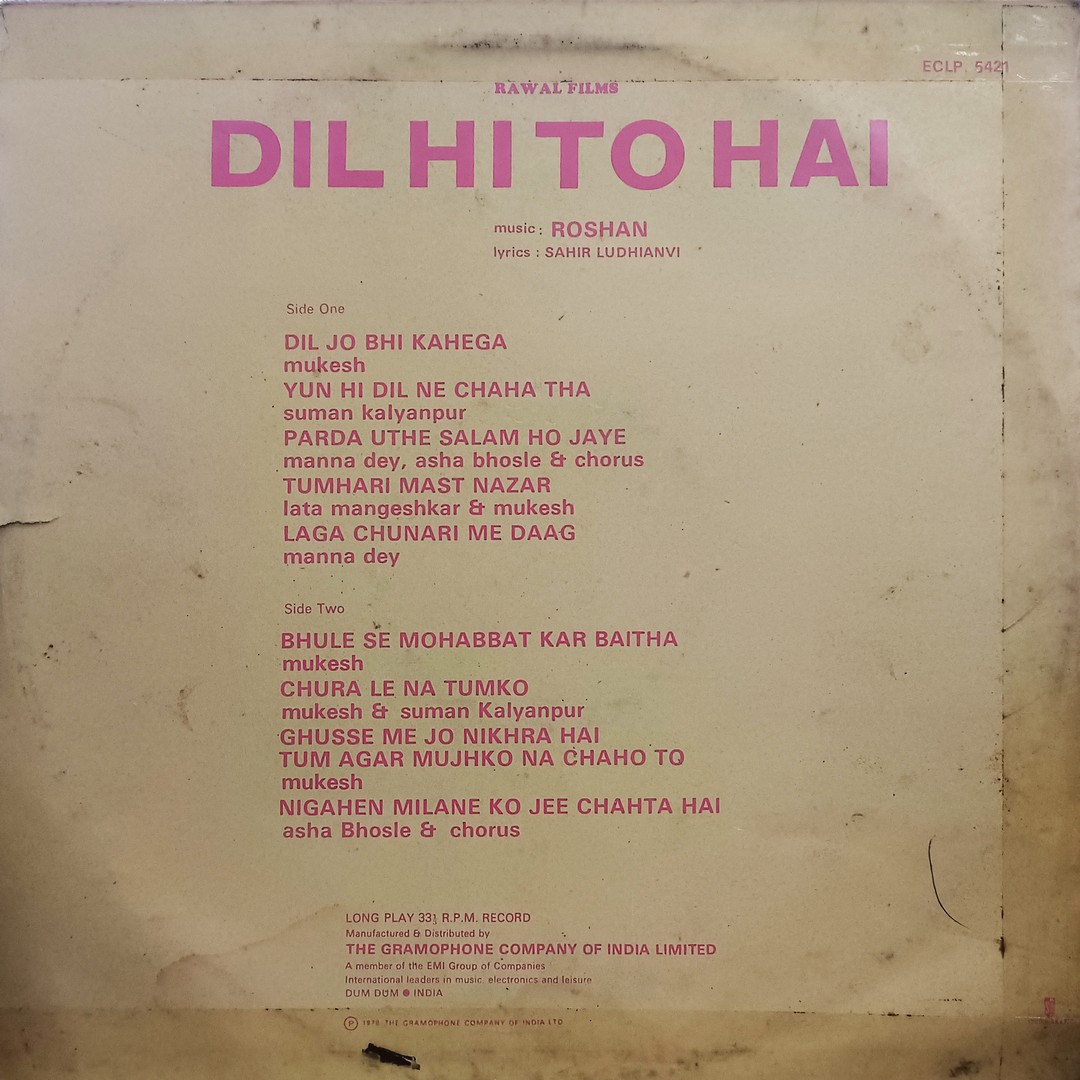 ECLP. 5421
RAWAL FILMS
DIL HI TO HAI
music : ROSHAN
lyrics : SAHIR LUDHIANVI
Side One
DIL JO BHI KAHEGA
mukesh
YUN HI DIL NE CHAHA THA
suman kalyanpur
PARDA UTHE SALAM HO JAYE
manna dey, asha bhosle & chorus
TUMHARI MAST NAZAR
lata mangeshkar & mukesh
LAGA CHUNARI ME DAAG
manna dey
Side Two
BHULE SE MOHABBAT KAR BAITHA
mukesh
CHURA LE NA TUMKO
mukesh & suman Kalyanpur
GHUSSE ME JO NIKHRA HAI
TUM AGAR MUJHKO NA CHAHO TO
mukesh
NIGAHEN MILANE KO JEE CHAHTA HAI
asha Bhosle & chorus
LONG PLAY 33⅓ R.P.M. RECORD
Manufactured & Distributed by
THE GRAMOPHONE COMPANY OF INDIA LIMITED
A member of the EMI Group of Companies
International leaders in music, electronics and leisure
DUM DUM ● INDIA
Ⓟ THE GRAMOPHONE COMPANY OF INDIA LTD